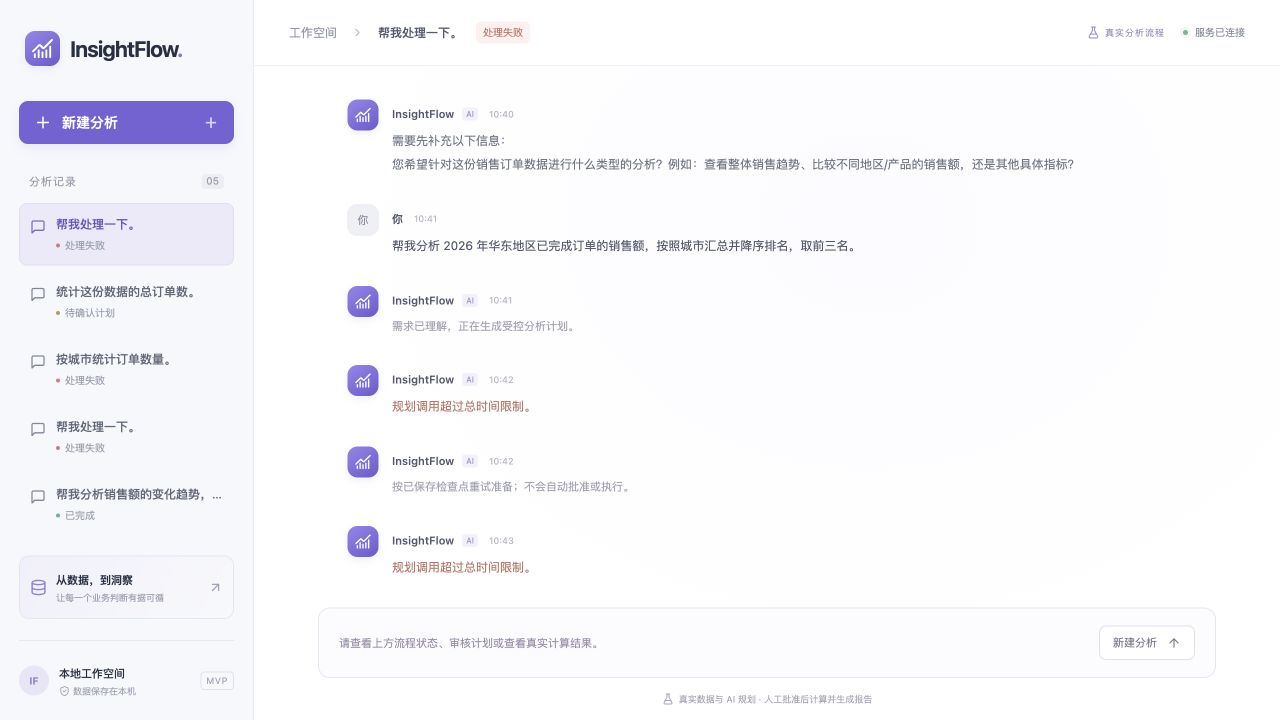 InsightFlow.
新建分析
分析记录 05
帮我处理一下。
处理失败
统计这份数据的总订单数。
待确认计划
按城市统计订单数量。
处理失败
帮我处理一下。
处理失败
帮我分析销售额的变化趋势，...
已完成
从数据，到洞察
让每一个业务判断有据可循
IF 本地工作空间 MVP
数据保存在本机
工作空间 帮我处理一下。 处理失败 真实分析流程 服务已连接
InsightFlow AI 10:40
需要先补充以下信息：
您希望针对这份销售订单数据进行什么类型的分析？例如：查看整体销售趋势、比较不同地区/产品的销售额，还是其他具体指标？
你 你 10:41
帮我分析 2026 年华东地区已完成订单的销售额，按照城市汇总并降序排名，取前三名。
InsightFlow AI 10:41
需求已理解，正在生成受控分析计划。
InsightFlow AI 10:42
规划调用超过总时间限制。
InsightFlow AI 10:42
按已保存检查点重试准备；不会自动批准或执行。
InsightFlow AI 10:43
规划调用超过总时间限制。
请查看上方流程状态、审核计划或查看真实计算结果。 新建分析
真实数据与 AI 规划 · 人工批准后计算并生成报告